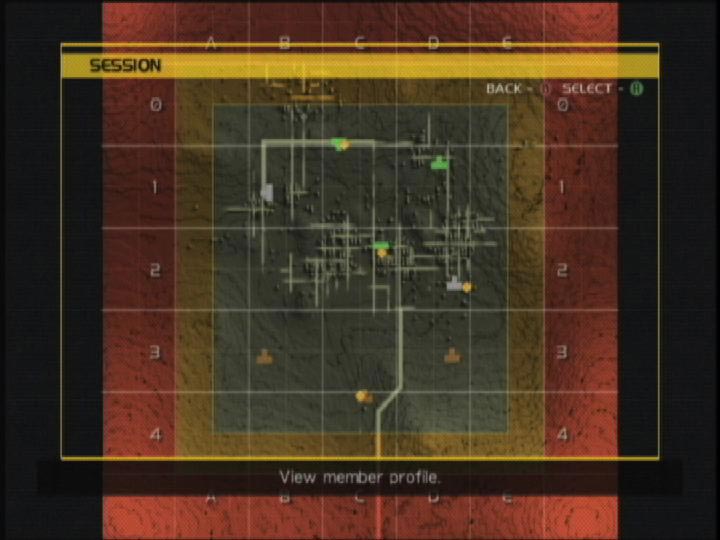 A B C D E
SESSION
BACK - SELECT - A
0 0
1 1
2 2
3 3
4 4
View member profile.
A B C D E